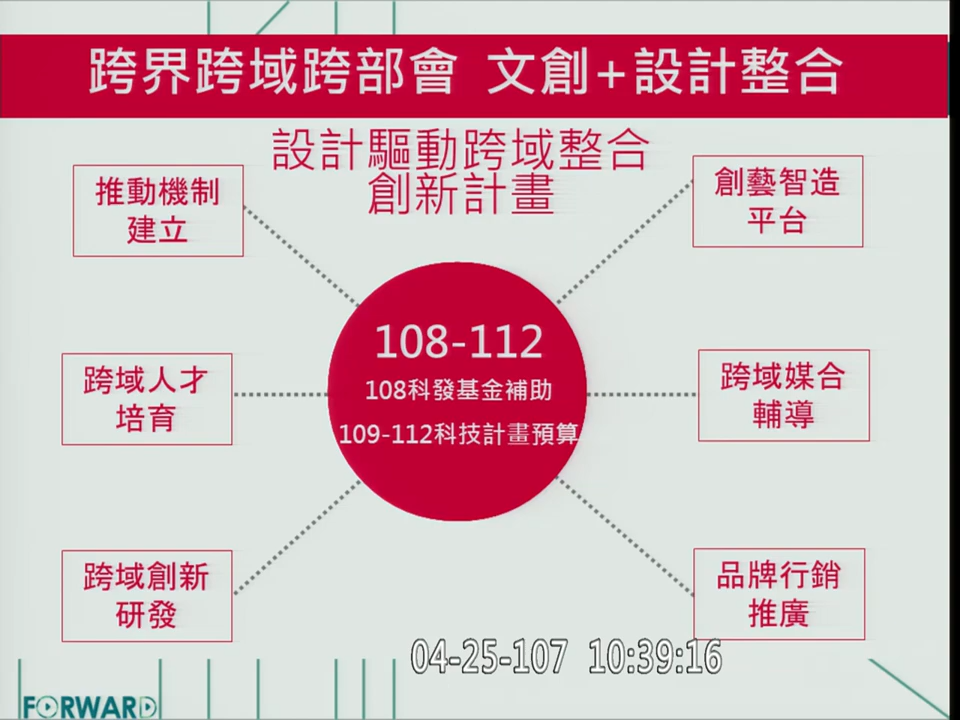 跨界跨域跨部會 文創+設計整合
設計驅動跨域整合
創新計畫
推動機制
建立
創藝智造
平台
108-112
108科發基金補助
109-112科技計畫預算
跨域人才
培育
跨域媒合
輔導
跨域創新
研發
品牌行銷
推廣
04-25-107 10:39:16
FORWARD